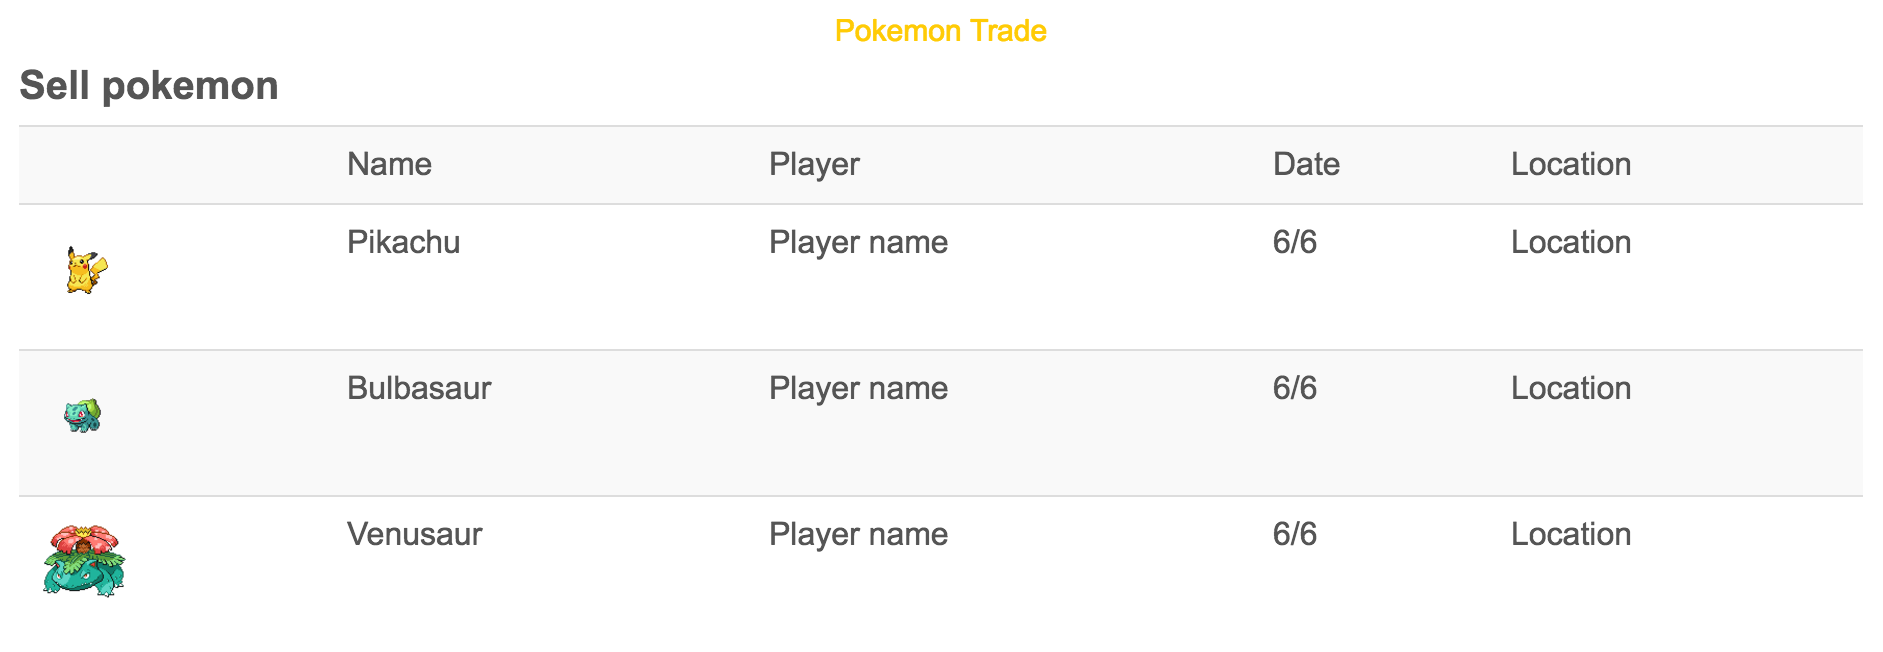 Pokemon Trade
Sell pokemon
Name Player Date Location
Pikachu Player name 6/6 Location
Bulbasaur Player name 6/6 Location
Venusaur Player name 6/6 Location